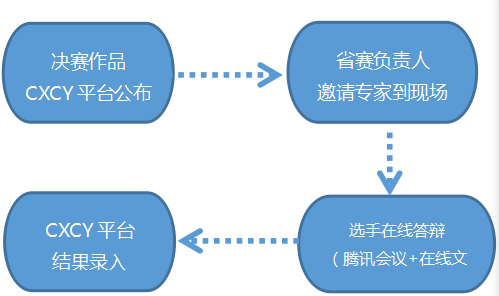 决赛作品
CXCY 平台公布
省赛负责人
邀请专家到现场
选手在线答辩
（腾讯会议+在线文
CXCY 平台
结果录入